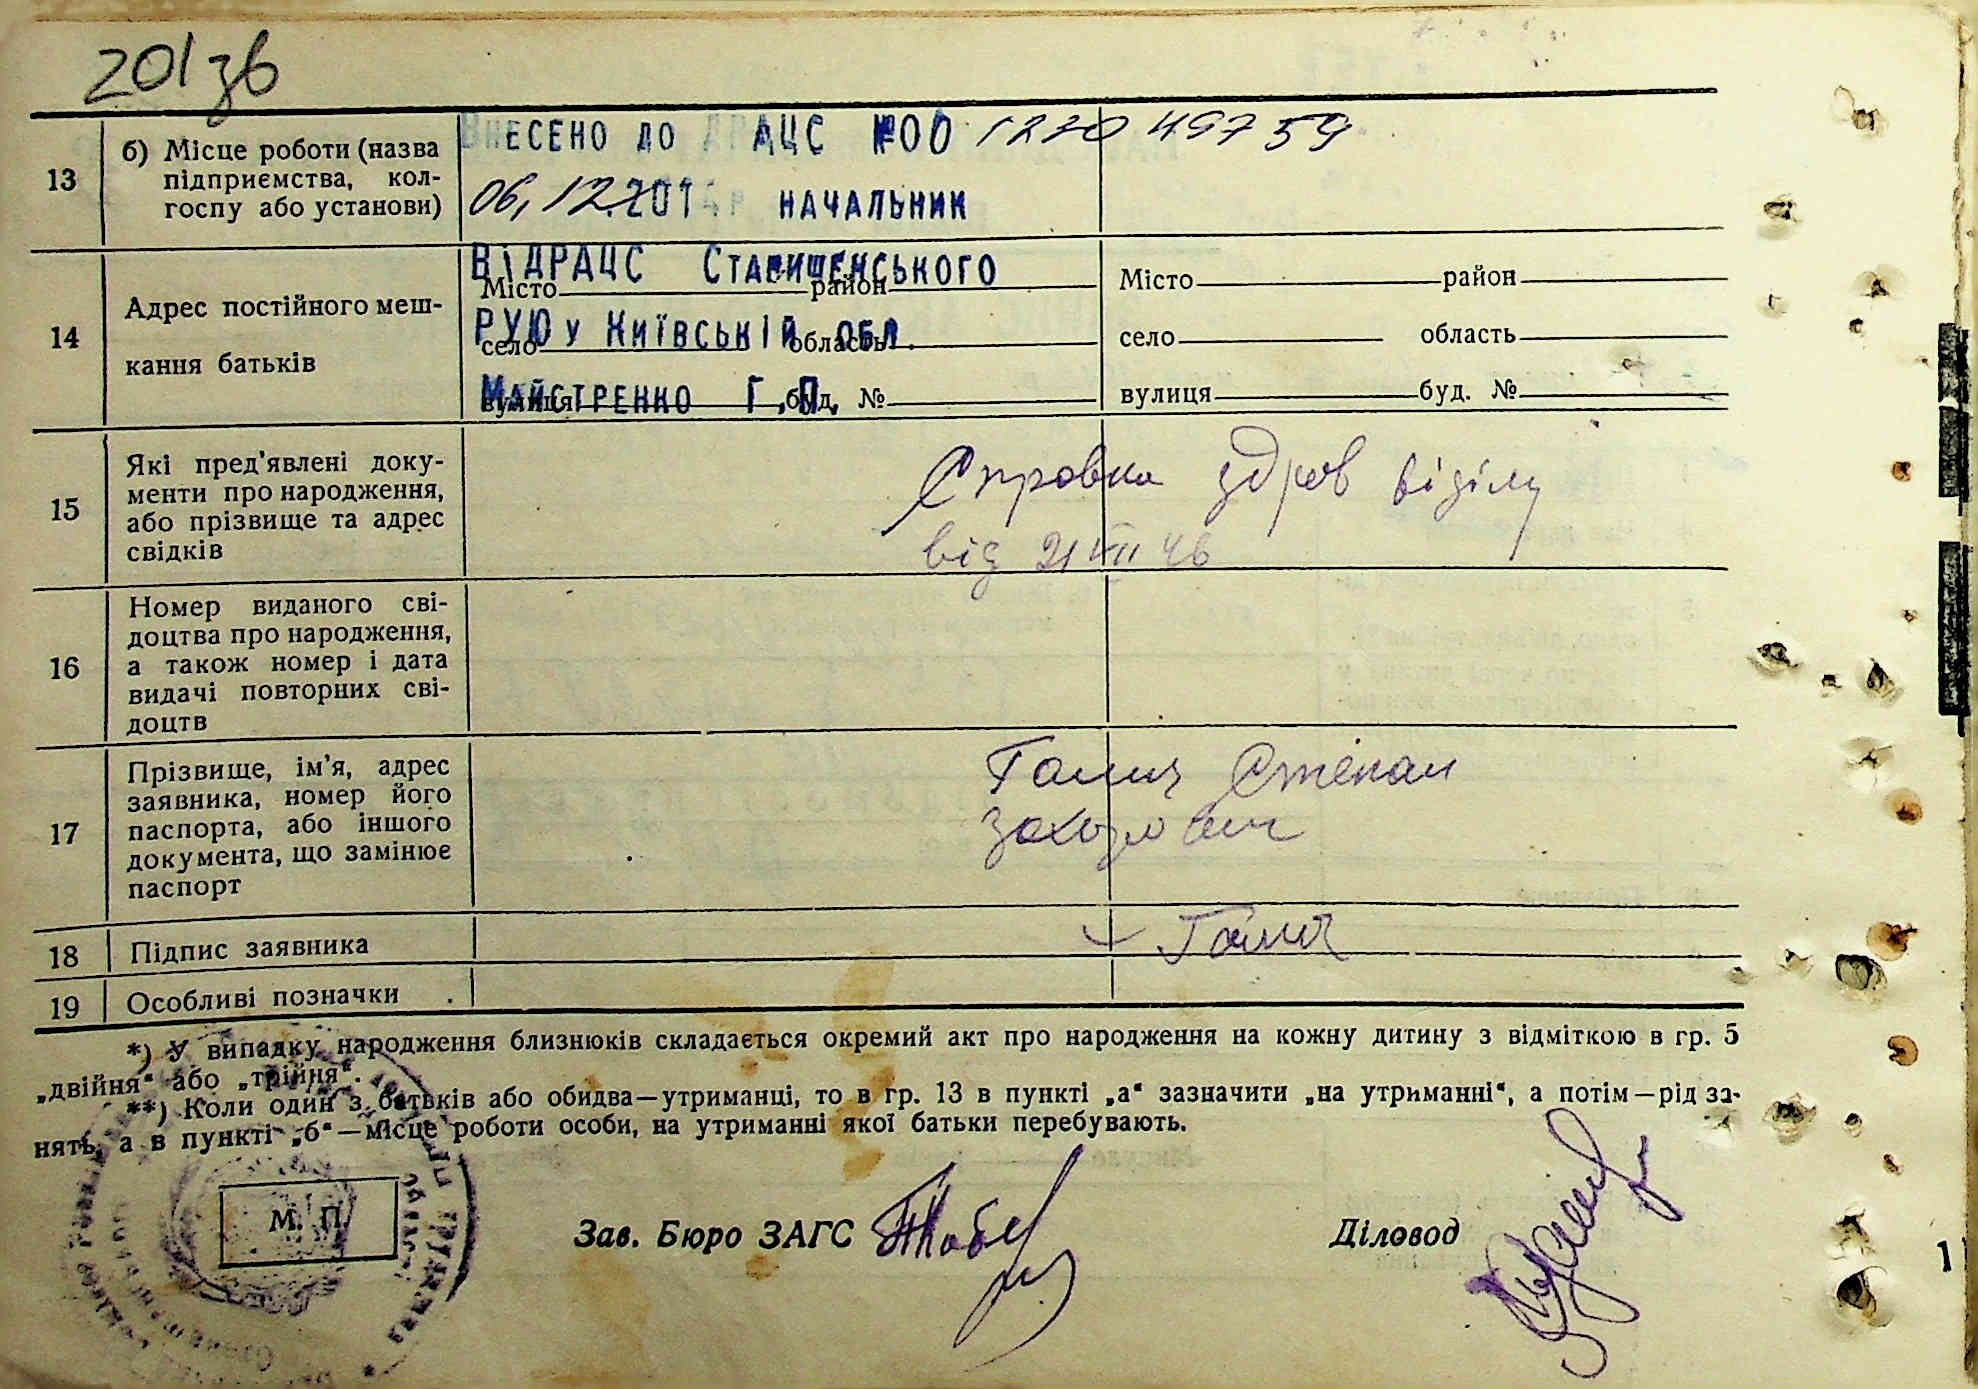 201зв
13
б) Місце роботи (назва
підприємства, кол-
госпу або установи)
Внесено до ДРАЦС №00 1230 49759
06,12.2014р начальник
ВіДРАЦС Ставищенського
РУЮ у Київській обл.
Майстренко Г.П.
14
Адрес постійного меш-
кання батьків
Місто район
село область
вулиця буд. №
Місто район
село область
вулиця буд. №
15
Які пред'явлені доку-
менти про народження,
або прізвище та адрес
свідків
Справка здров віділу
від 21 VII 46
16
Номер виданого сві-
доцтва про народження,
а також номер і дата
видачі повторних сві-
доцтв
17
Прізвище, ім'я, адрес
заявника, номер його
паспорта, або іншого
документа, що замінює
паспорт
Степан
18
Підпис заявника
19
Особливі позначки
*) У випадку народження близнюків складається окремий акт про народження на кожну дитину з відміткою в гр. 5
„двійня“ або „трійня“.
**) Коли один з батьків або обидва—утриманці, то в гр. 13 в пункті „а“ зазначити „на утриманні“, а потім—рід за-
нять, а в пункті „б“—місце роботи особи, на утриманні якої батьки перебувають.
М. П.
Зав. Бюро ЗАГС
Діловод
1